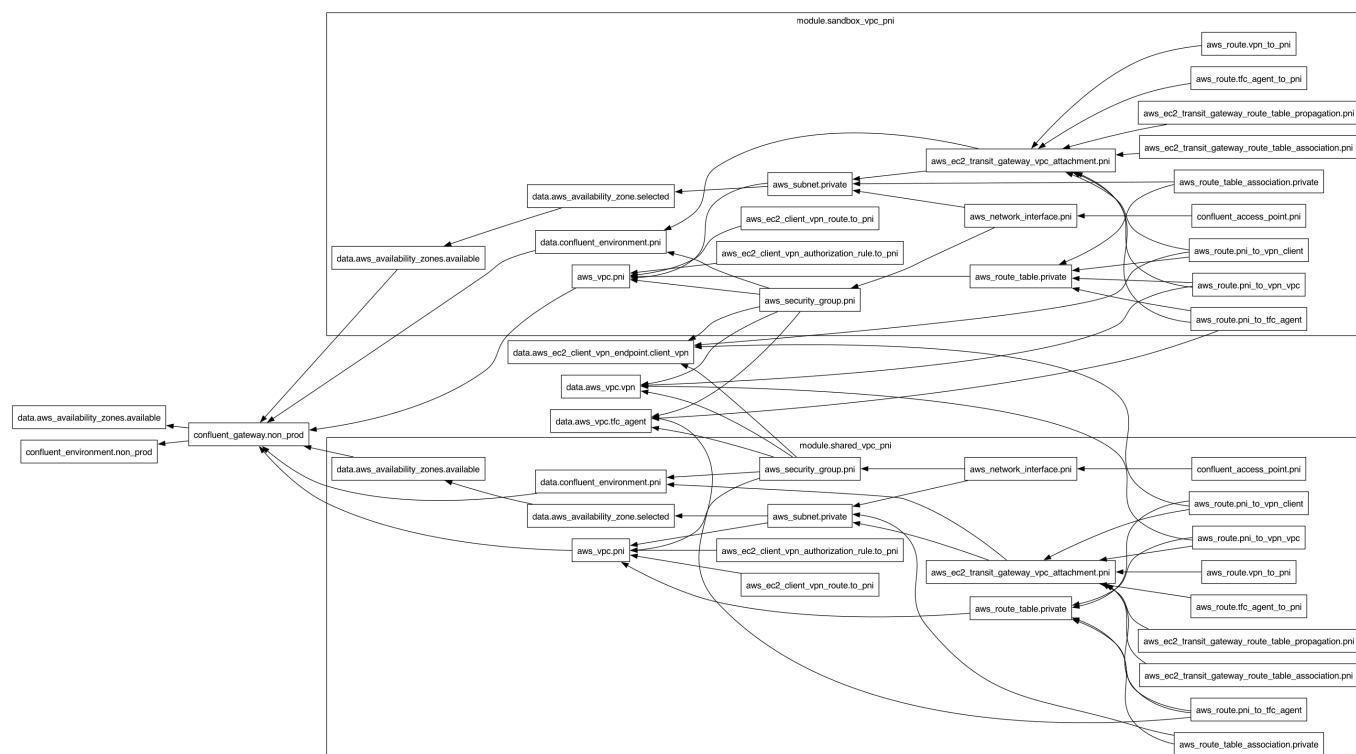 module.sandbox_vpc_pni
aws_route.vpn_to_pni
aws_route.tfc_agent_to_pni
aws_ec2_transit_gateway_route_table_propagation.pni
aws_ec2_transit_gateway_route_table_association.pni
aws_ec2_transit_gateway_vpc_attachment.pni
aws_route_table_association.private
aws_subnet.private
data.aws_availability_zone.selected
aws_network_interface.pni
confluent_access_point.pni
aws_ec2_client_vpn_route.to_pni
data.confluent_environment.pni
aws_ec2_client_vpn_authorization_rule.to_pni
aws_route.pni_to_vpn_client
data.aws_availability_zones.available
aws_vpc.pni
aws_route_table.private
aws_route.pni_to_vpn_vpc
aws_security_group.pni
aws_route.pni_to_tfc_agent
data.aws_ec2_client_vpn_endpoint.client_vpn
data.aws_vpc.vpn
data.aws_vpc.tfc_agent
data.aws_availability_zones.available
confluent_gateway.non_prod
confluent_environment.non_prod
module.shared_vpc_pni
data.aws_availability_zones.available
aws_security_group.pni
aws_network_interface.pni
confluent_access_point.pni
data.confluent_environment.pni
aws_route.pni_to_vpn_client
data.aws_availability_zone.selected
aws_subnet.private
aws_route.pni_to_vpn_vpc
aws_vpc.pni
aws_ec2_client_vpn_authorization_rule.to_pni
aws_ec2_transit_gateway_vpc_attachment.pni
aws_route.vpn_to_pni
aws_ec2_client_vpn_route.to_pni
aws_route_table.private
aws_route.tfc_agent_to_pni
aws_ec2_transit_gateway_route_table_propagation.pni
aws_ec2_transit_gateway_route_table_association.pni
aws_route.pni_to_tfc_agent
aws_route_table_association.private